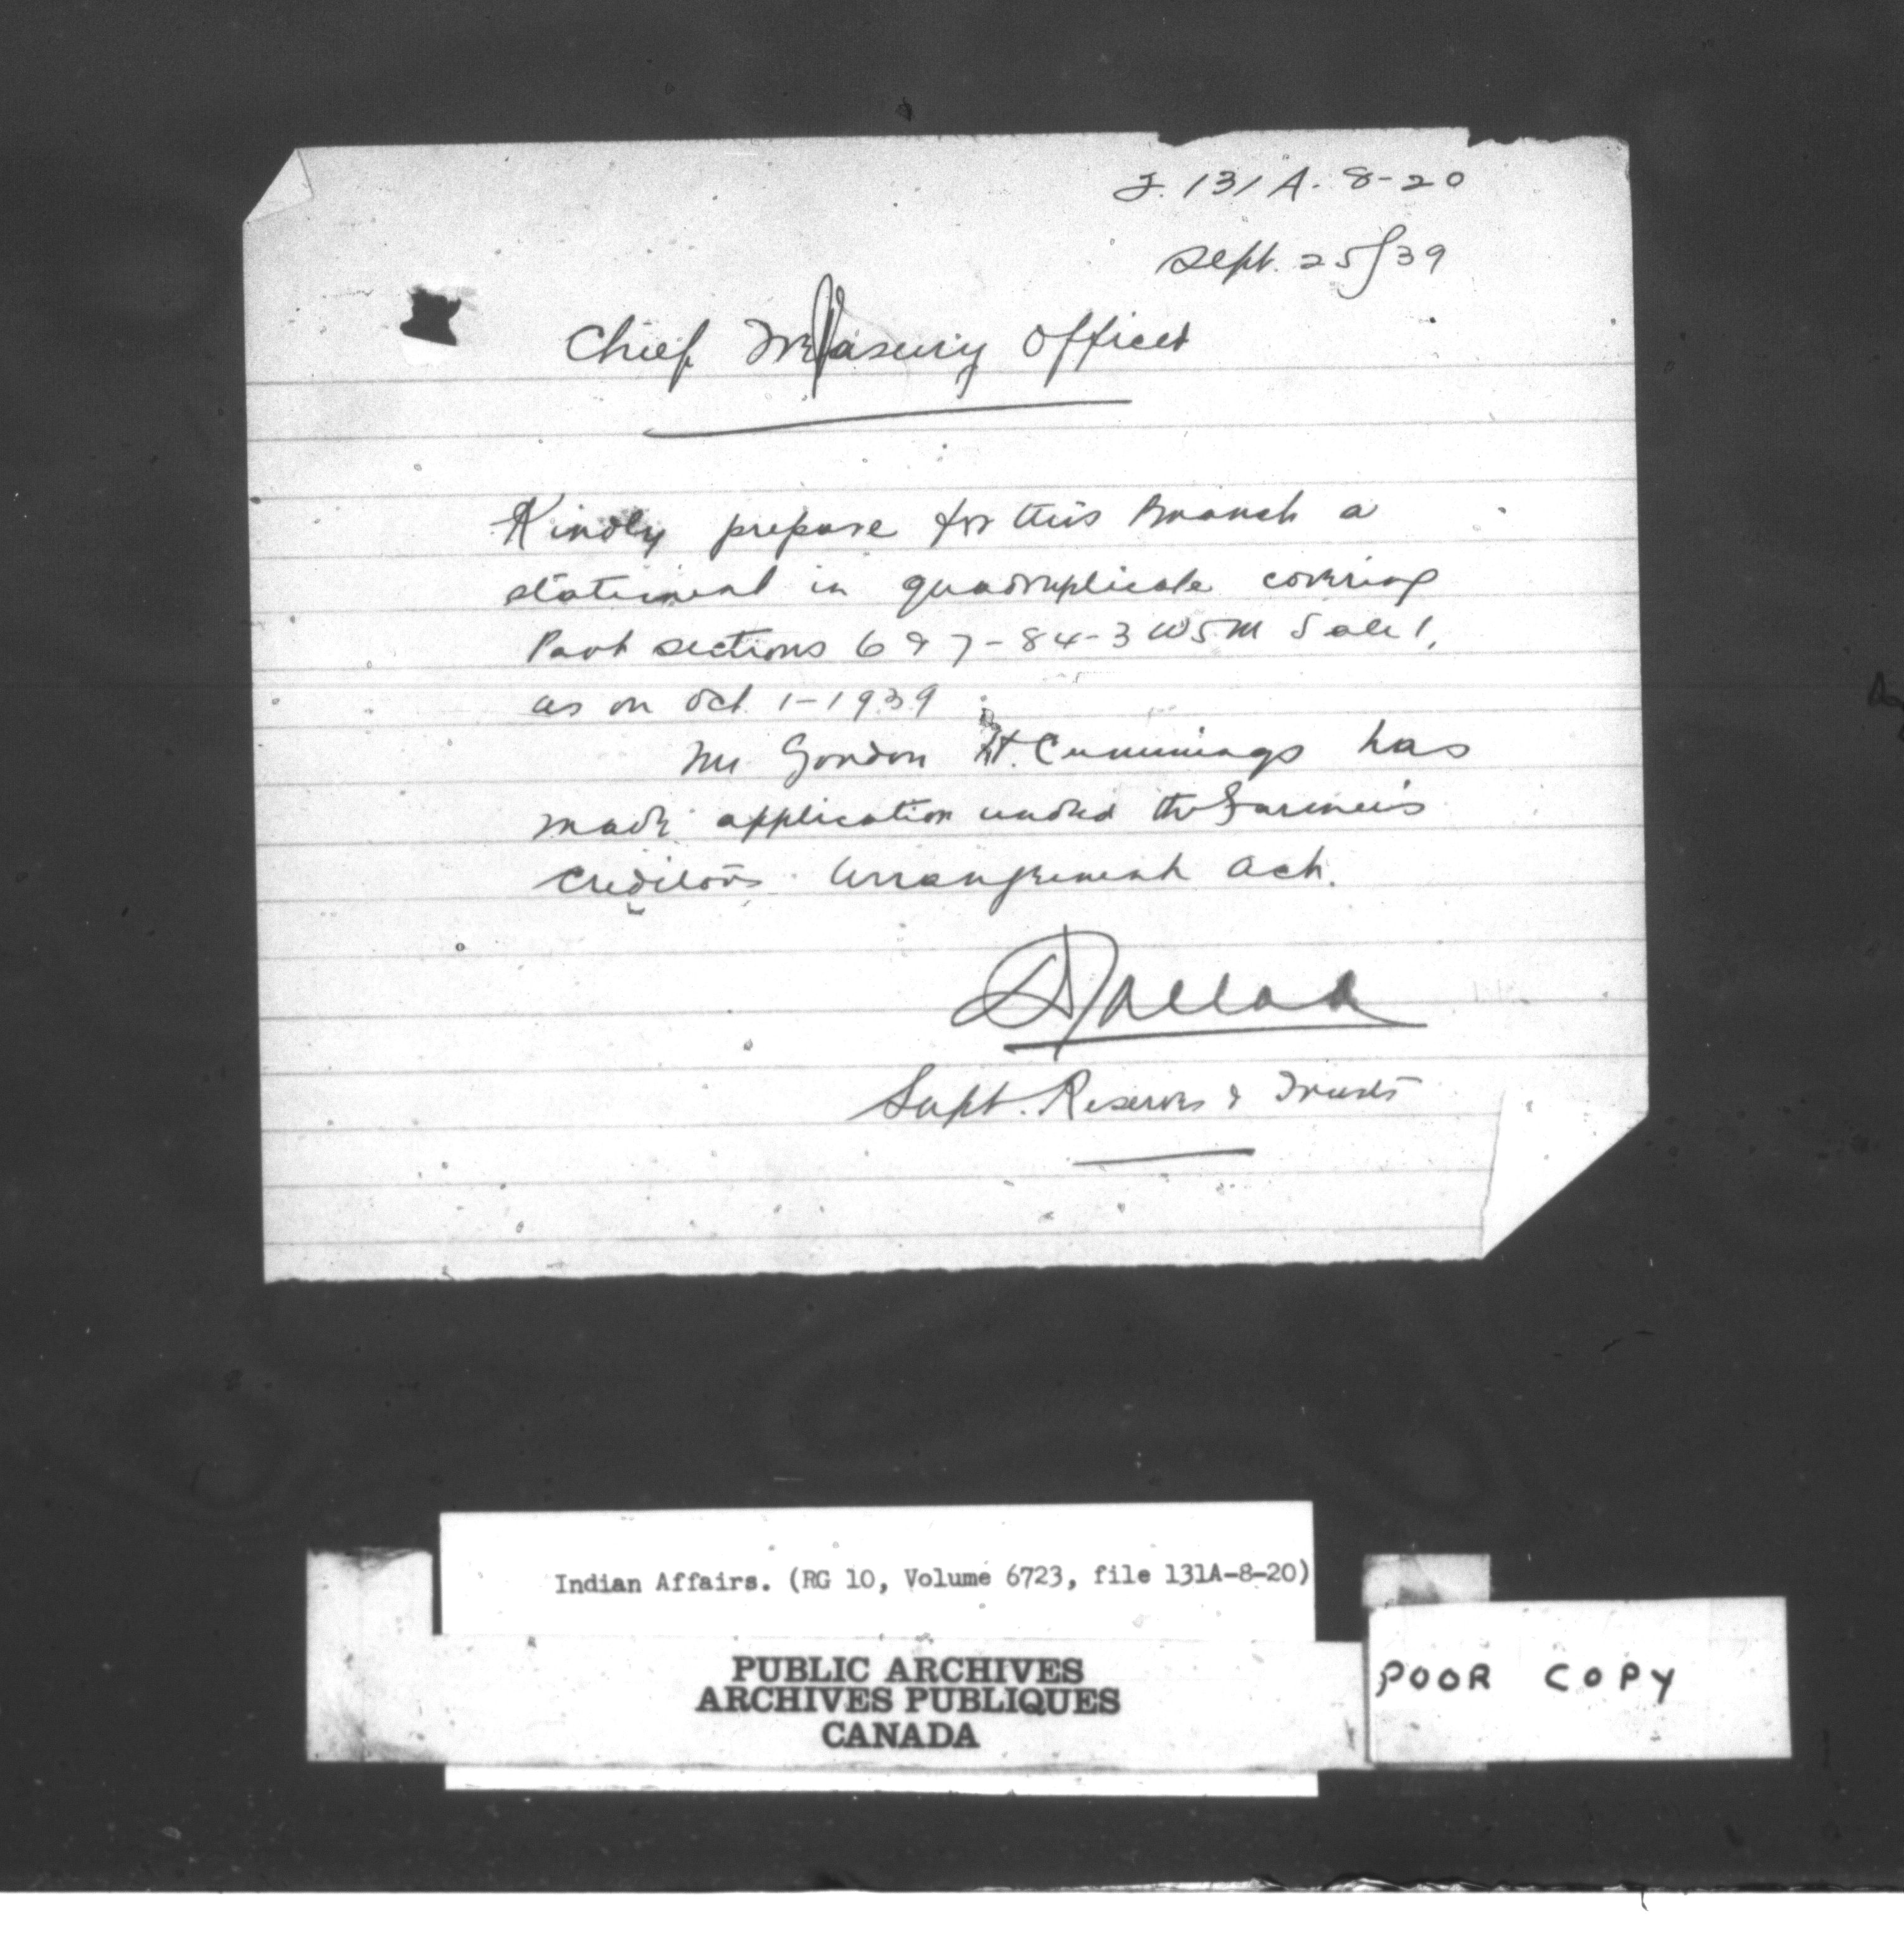 F. 131A. 8-20
Sept. 25/39
Chief Treasury Officer
Kindly prepare for this Branch a
statement in quadruplicate covering
Part sections 6 & 7-84-3 W5M Sale 1,
as on Oct 1-1939
Mr Gordon Cummings has
made application under the Farmers
Creditors Arrangement Act.
Supt. Reserves & Trusts
Indian Affairs. (RG 10, Volume 6723, file 131A-8-20)
PUBLIC ARCHIVES
ARCHIVES PUBLIQUES
CANADA
POOR COPY